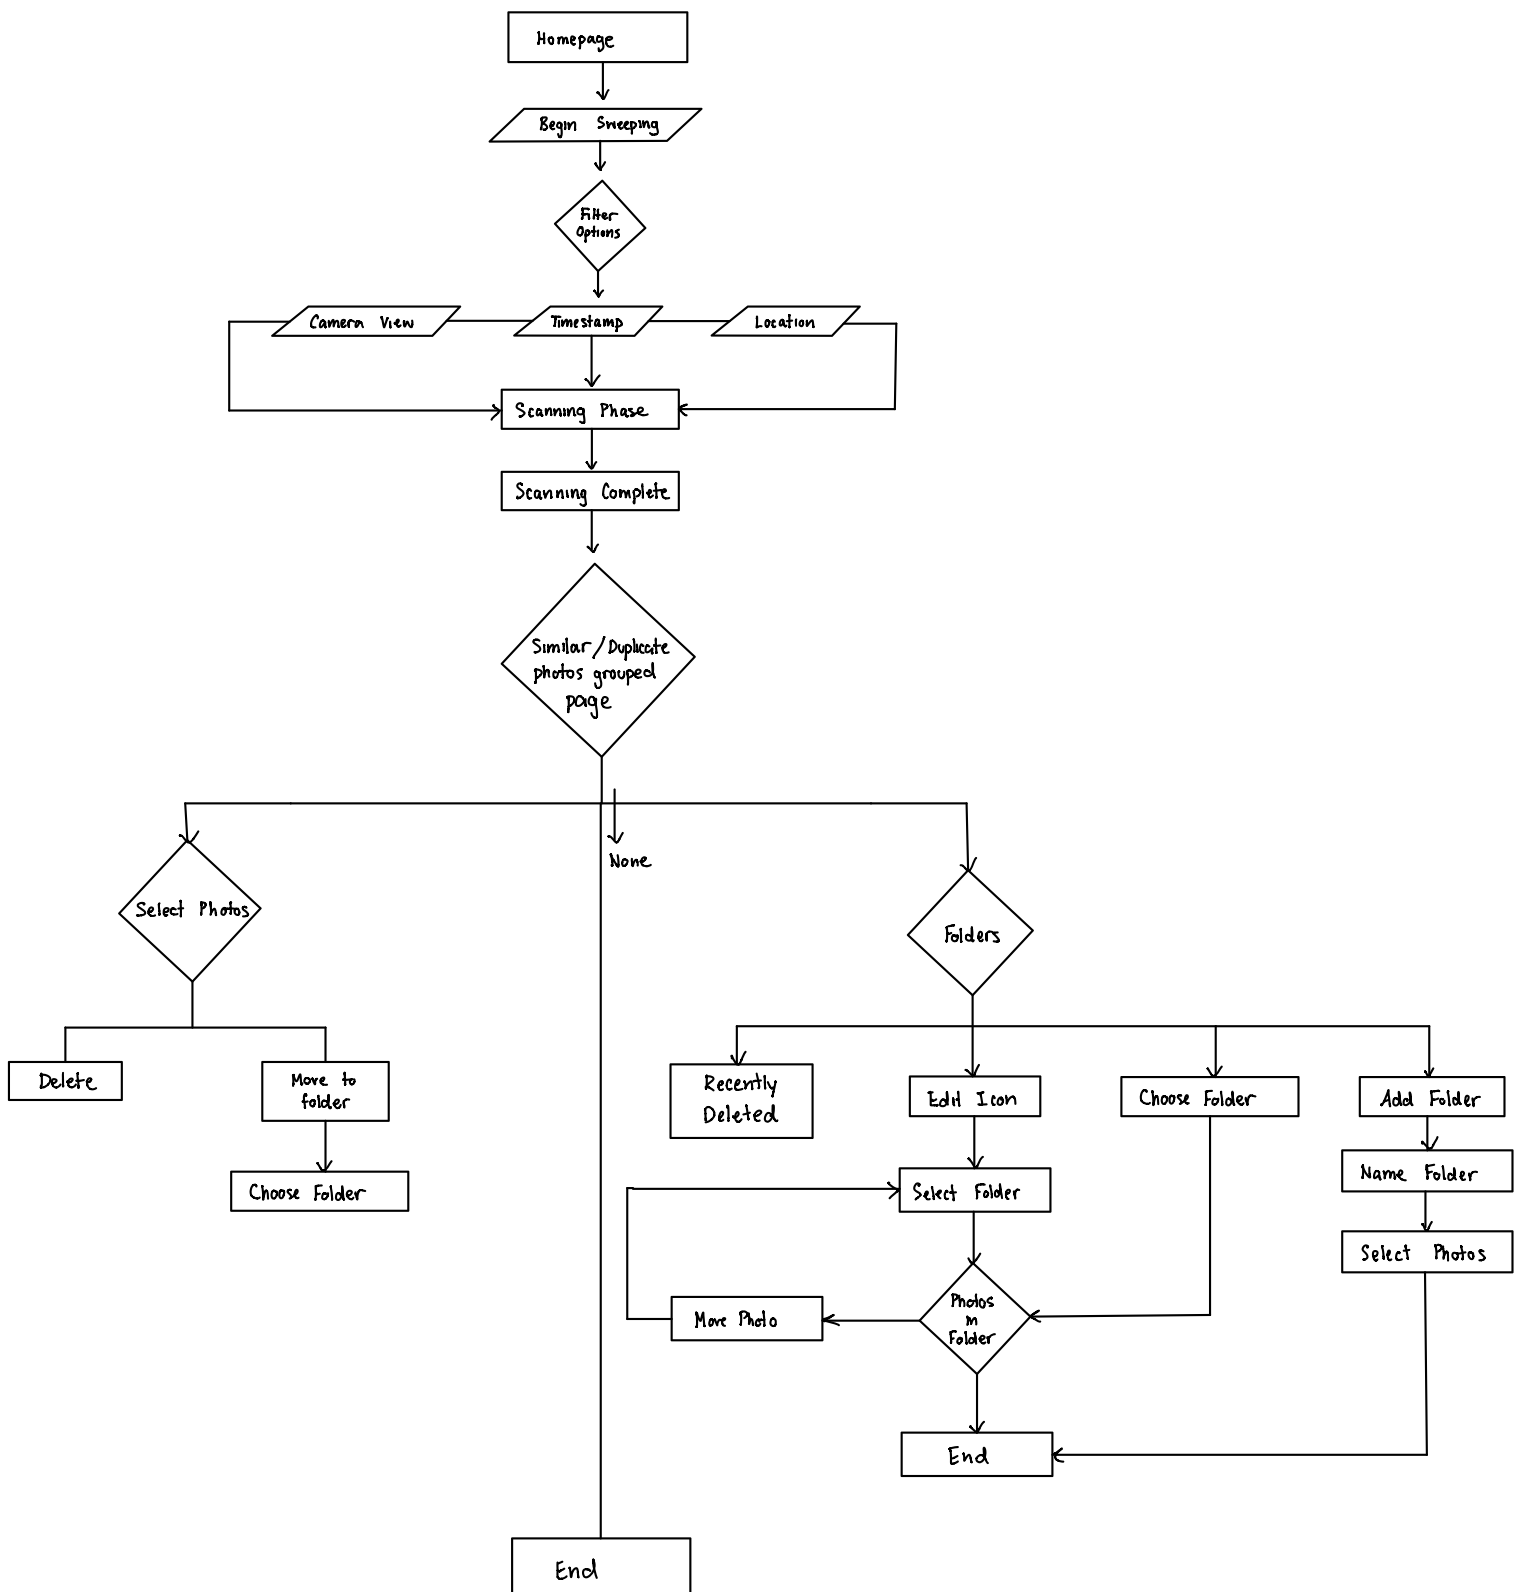 Homepage
Begin Sweeping
Filter
Options
Camera View
Timestamp
Location
Scanning Phase
Scanning Complete
Similar/Duplicate
photos grouped
page
None
Select Photos
Folders
Delete
Move to
folder
Choose Folder
Recently
Deleted
Edit Icon
Choose Folder
Add Folder
Select Folder
Name Folder
Select Photos
Move Photo
Photos
in
Folder
End
End